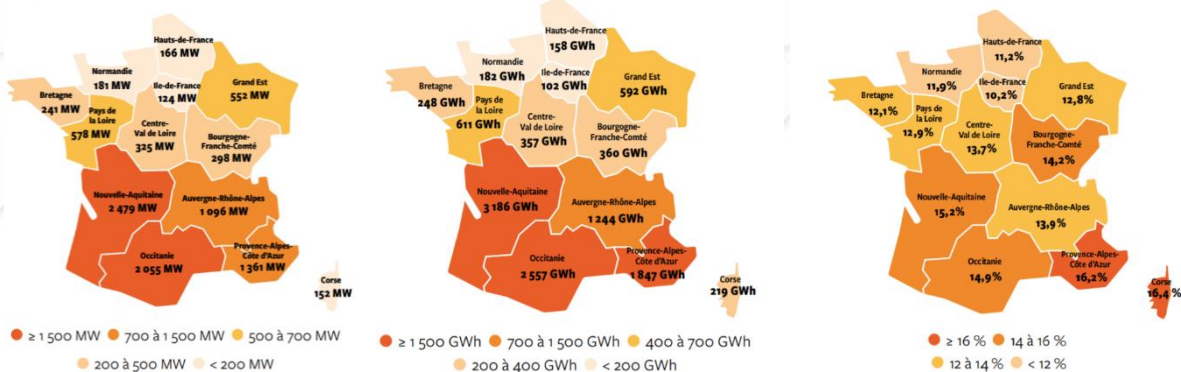 Hauts-de-France
166 MW
Normandie
181 MW
Ile-de-France
124 MW
Grand Est
552 MW
Bretagne
241 MW
Pays de
la Loire
578 MW
Centre-
Val de Loire
325 MW
Bourgogne-
Franche-Comté
298 MW
Nouvelle-Aquitaine
2 479 MW
Auvergne-Rhône-Alpes
1 096 MW
Occitanie
2 055 MW
Provence-Alpes-
Côte d'Azur
1 361 MW
Corse
152 MW
≥ 1 500 MW 700 à 1 500 MW 500 à 700 MW
200 à 500 MW < 200 MW
Hauts-de-France
158 GWh
Normandie
182 GWh
Ile-de-France
102 GWh
Grand Est
592 GWh
Bretagne
248 GWh
Pays de
la Loire
611 GWh
Centre-
Val de Loire
357 GWh
Bourgogne-
Franche-Comté
360 GWh
Nouvelle-Aquitaine
3 186 GWh
Auvergne-Rhône-Alpes
1 244 GWh
Occitanie
2 557 GWh
Provence-Alpes-
Côte d'Azur
1 847 GWh
Corse
219 GWh
≥ 1 500 GWh 700 à 1 500 GWh 400 à 700 GWh
200 à 400 GWh < 200 GWh
Hauts-de-France
11,2%
Normandie
11,9%
Ile-de-France
10,2%
Grand Est
12,8%
Bretagne
12,1%
Pays de
la Loire
12,9%
Centre-
Val de Loire
13,7%
Bourgogne-
Franche-Comté
14,2%
Nouvelle-Aquitaine
15,2%
Auvergne-Rhône-Alpes
13,9%
Occitanie
14,9%
Provence-Alpes-
Côte d'Azur
16,2%
Corse
16,4 %
≥ 16 % 14 à 16 %
12 à 14 % < 12 %